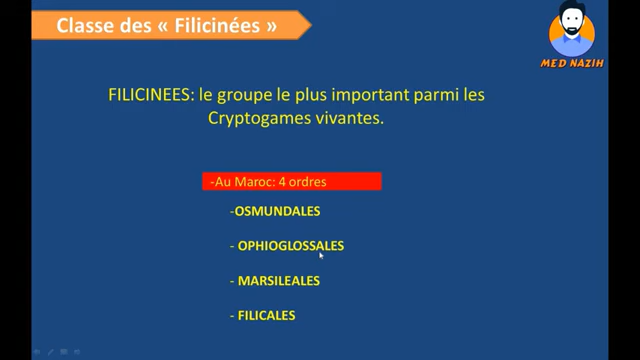 Classe des « Filicinées »
MED NAZIH
FILICINEES: le groupe le plus important parmi les
Cryptogames vivantes.
-Au Maroc: 4 ordres
-OSMUNDALES
- OPHIOGLOSSALES
- MARSILEALES
- FILICALES